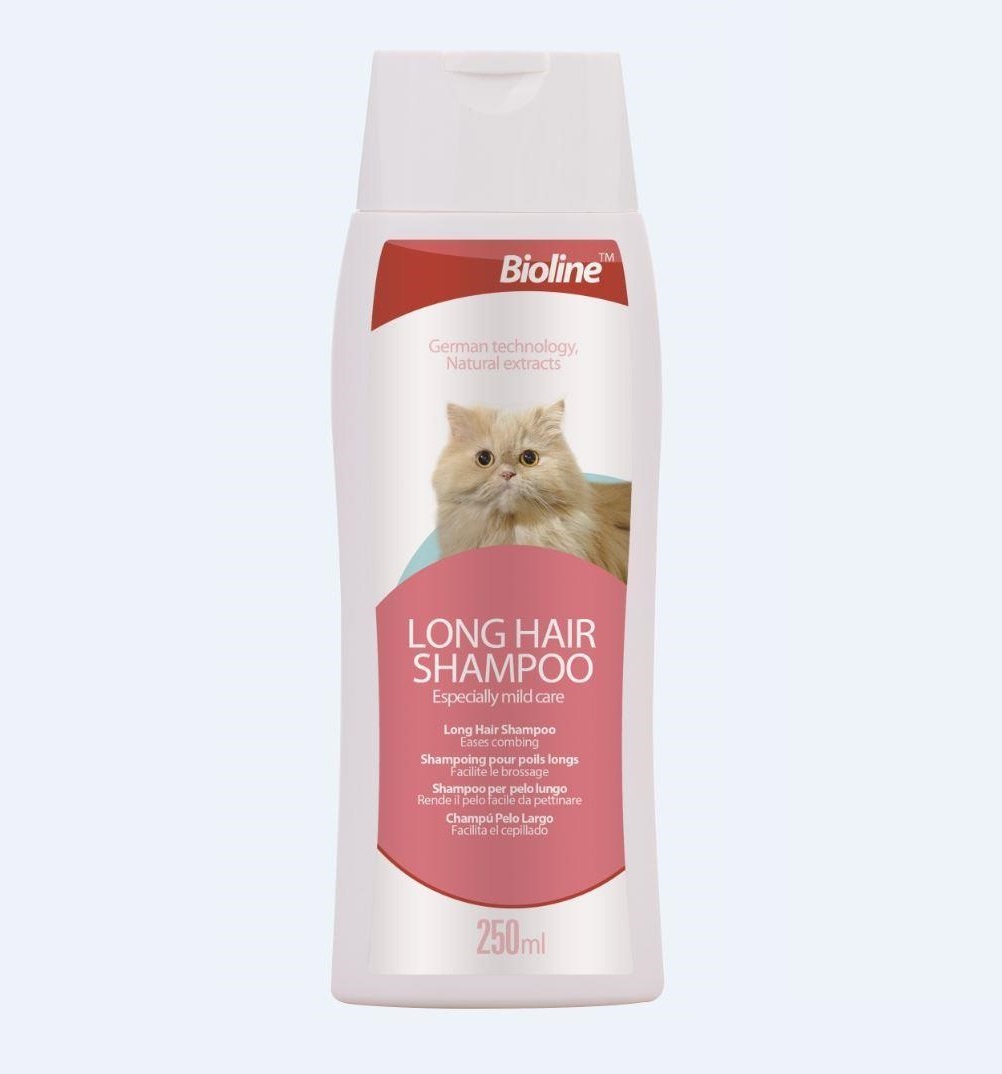 Bioline™
German technology,
Natural extracts
LONG HAIR
SHAMPOO
Especially mild care
Long Hair Shampoo
Eases combing
Shampoing pour poils longs
Facilite le brossage
Shampoo per pelo lungo
Rende il pelo facile da pettinare
Champú Pelo Largo
Facilita el cepillado
250ml